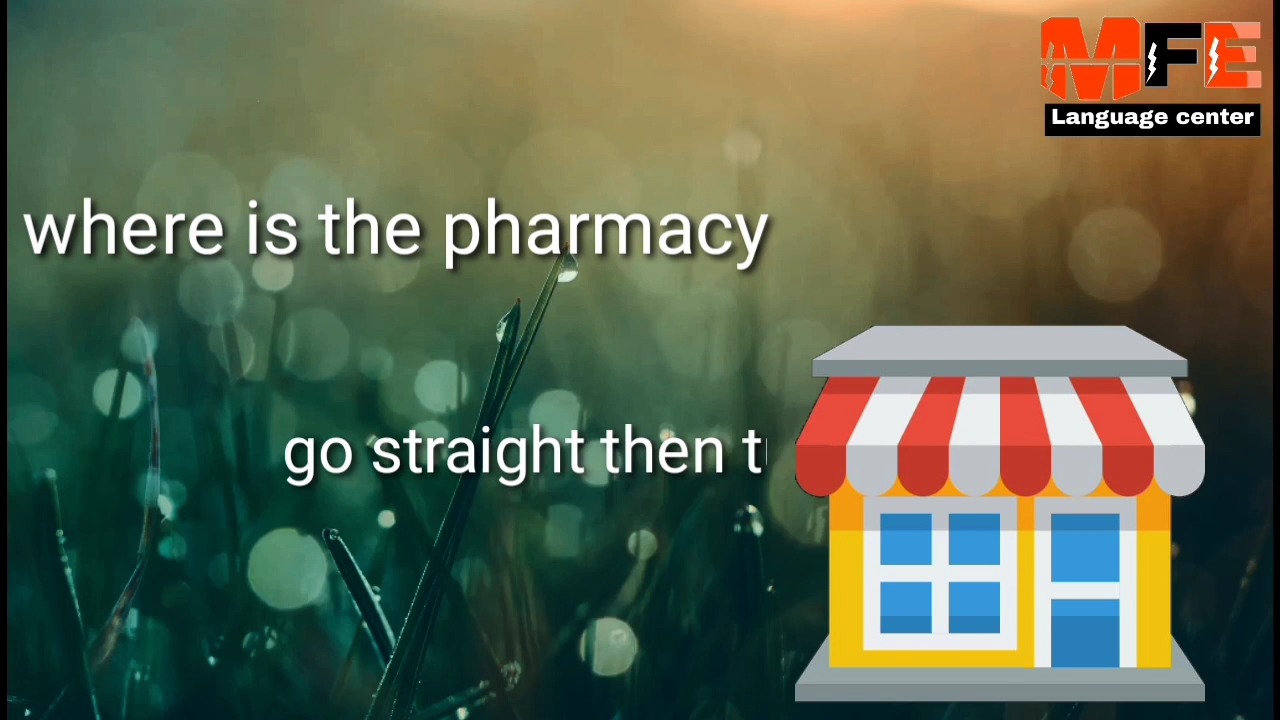 MFE
Language center
where is the pharmacy
go straight then